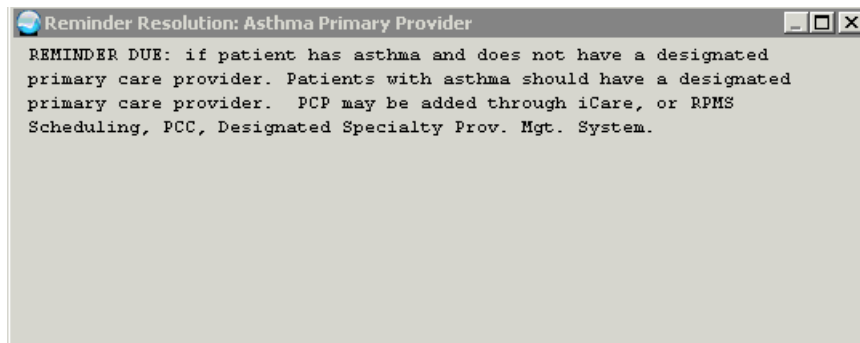 Reminder Resolution: Asthma Primary Provider
REMINDER DUE: if patient has asthma and does not have a designated
primary care provider. Patients with asthma should have a designated
primary care provider.  PCP may be added through iCare, or RPMS
Scheduling, PCC, Designated Specialty Prov. Mgt. System.